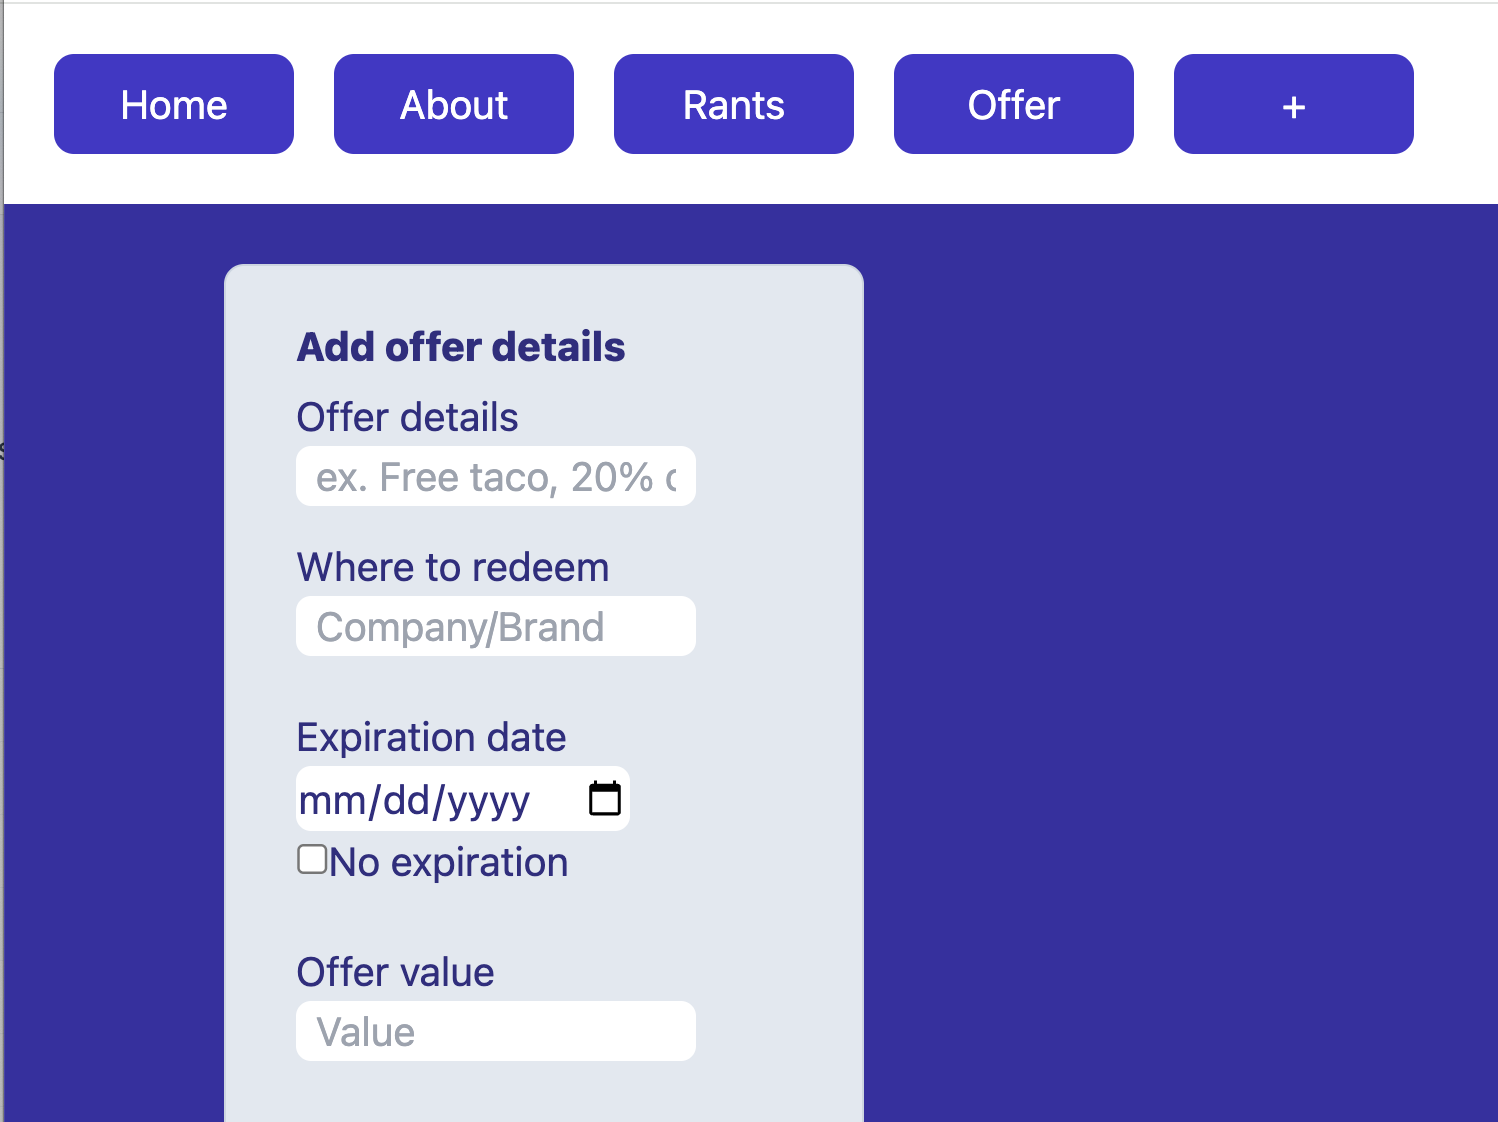 Home About Rants Offer +
Add offer details
Offer details
ex. Free taco, 20%
Where to redeem
Company/Brand
Expiration date
mm/dd/yyyy
No expiration
Offer value
Value